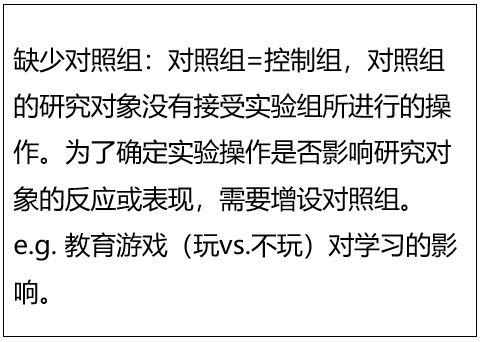 缺少对照组：对照组=控制组，对照组
的研究对象没有接受实验组所进行的操
作。为了确定实验操作是否影响研究对
象的反应或表现，需要增设对照组。
e.g. 教育游戏（玩vs.不玩）对学习的影
响。